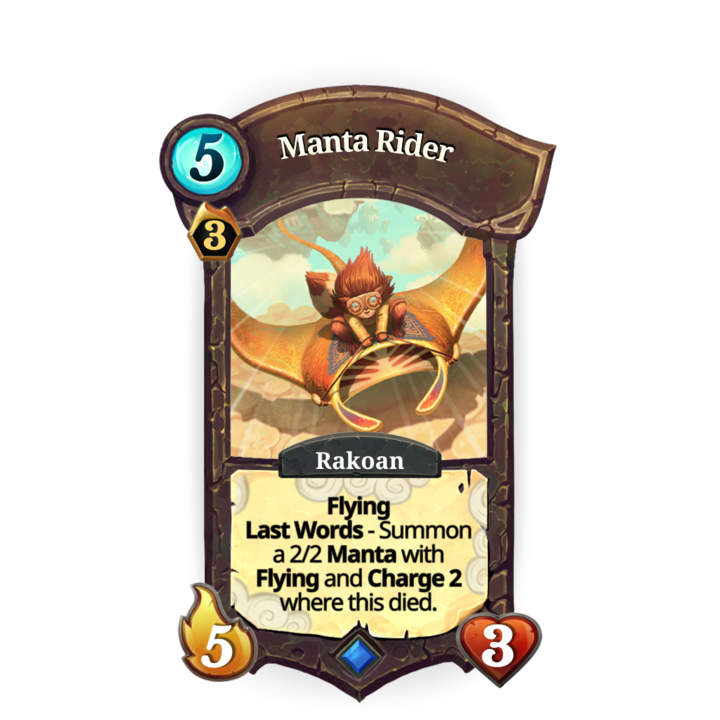 5
Manta Rider
3
Rakoan
Flying
Last Words - Summon
a 2/2 Manta with
Flying and Charge 2
where this died.
5
3